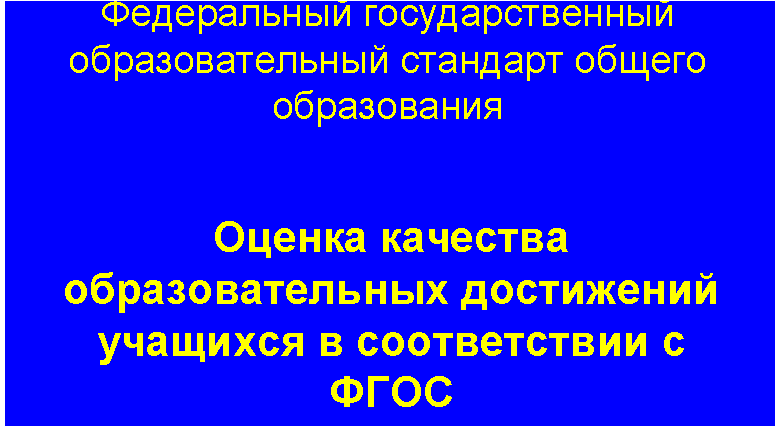 Федеральный государственный
образовательный стандарт общего
образования
Оценка качества
образовательных достижений
учащихся в соответствии с
ФГОС